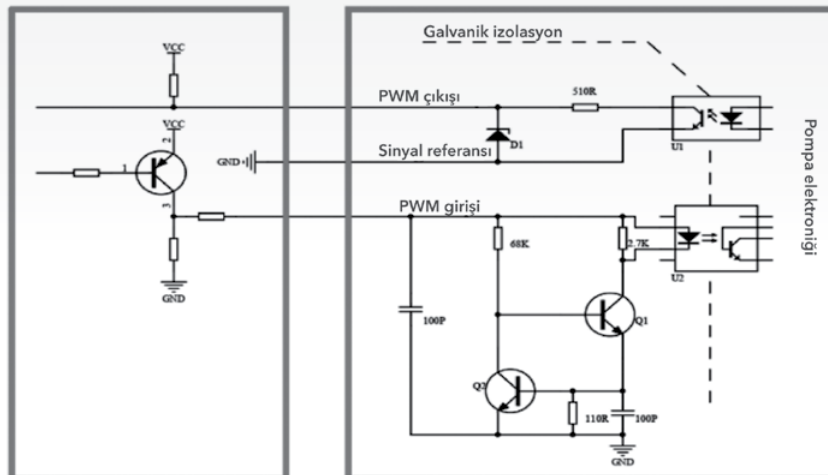 Galvanik izolasyon
VCC
PWM çıkışı
510R
VCC
2
Sinyal referansı
D1
U1
GND
1
3
PWM girişi
Pompa elektroniği
68K
2.7K
U2
GND
100P
Q1
Q2
110R
100P
GND